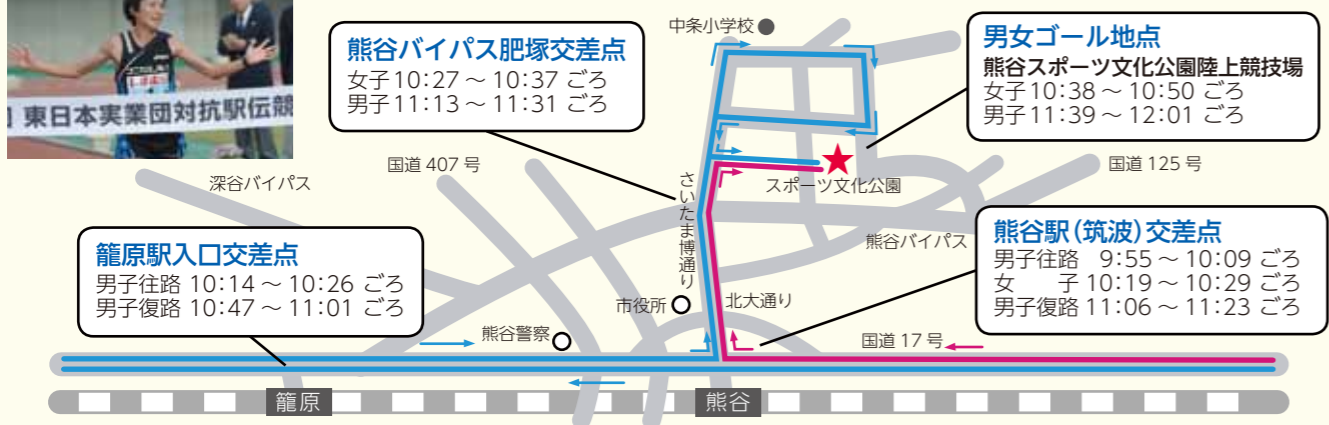 東日本実業団対抗駅伝競
中条小学校
熊谷バイパス肥塚交差点
女子10:27～10:37 ごろ
男子11:13～11:31 ごろ
男女ゴール地点
熊谷スポーツ文化公園陸上競技場
女子10:38～10:50 ごろ
男子11:39～12:01 ごろ
深谷バイパス
国道407号
さいたま博通り
スポーツ文化公園
国道125号
籠原駅入口交差点
男子往路 10:14～10:26 ごろ
男子復路 10:47～11:01 ごろ
熊谷バイパス
熊谷駅(筑波)交差点
男子往路 9:55～10:09 ごろ
女　　子 10:19～10:29 ごろ
男子復路 11:06～11:23 ごろ
市役所
北大通り
熊谷警察
国道17号
籠原
熊谷